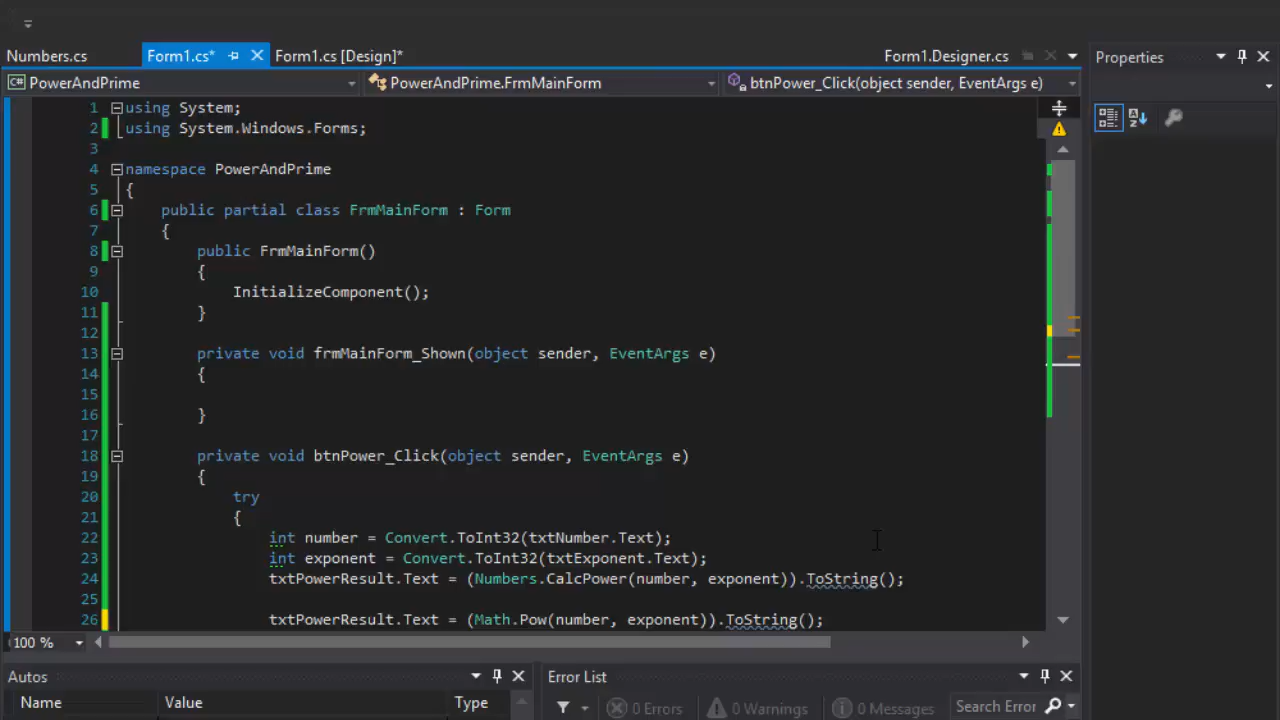 Numbers.cs Form1.cs* Form1.cs [Design]* Form1.Designer.cs Properties
C# PowerAndPrime PowerAndPrime.FrmMainForm btnPower_Click(object sender, EventArgs e)
1 using System;
2 using System.Windows.Forms;
3
4 namespace PowerAndPrime
5 {
6 public partial class FrmMainForm : Form
7 {
8 public FrmMainForm()
9 {
10 InitializeComponent();
11 }
12
13 private void frmMainForm_Shown(object sender, EventArgs e)
14 {
15
16 }
17
18 private void btnPower_Click(object sender, EventArgs e)
19 {
20 try
21 {
22 int number = Convert.ToInt32(txtNumber.Text);
23 int exponent = Convert.ToInt32(txtExponent.Text);
24 txtPowerResult.Text = (Numbers.CalcPower(number, exponent)).ToString();
25
26 txtPowerResult.Text = (Math.Pow(number, exponent)).ToString();
100 %
Autos Error List
Name Value Type 0 Errors 0 Warnings 0 Messages Search Error